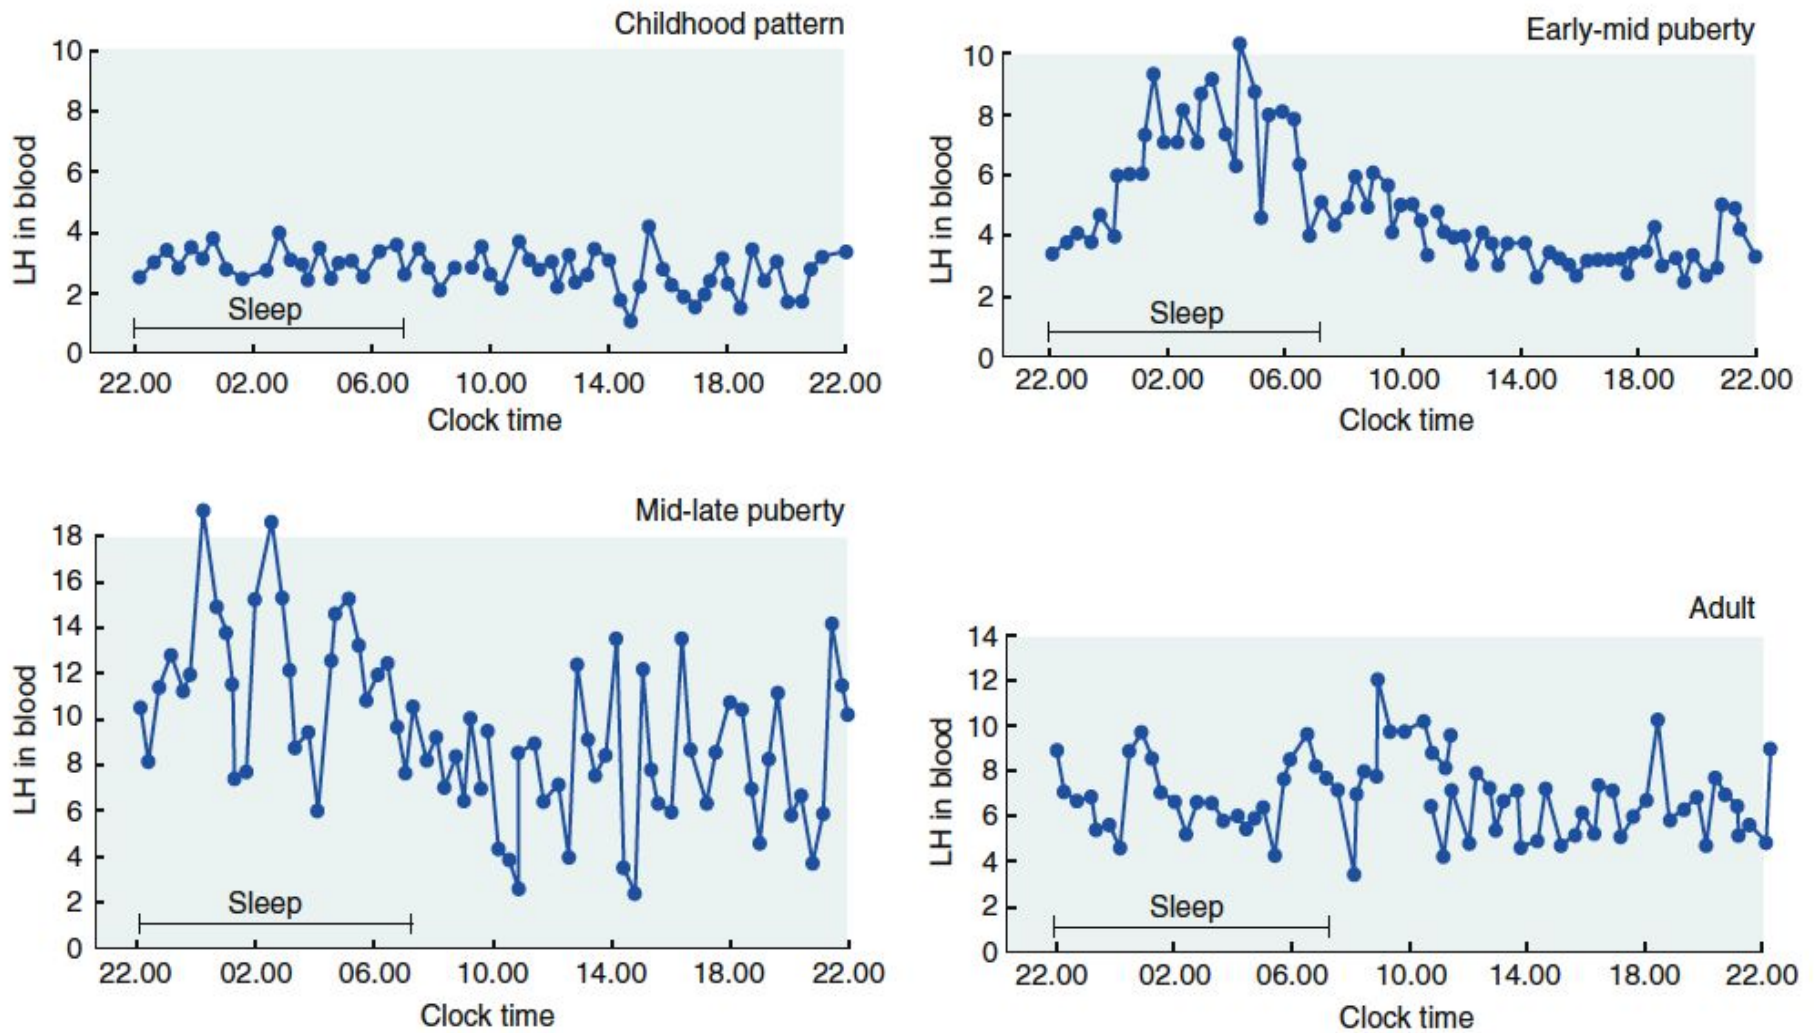 Childhood pattern
LH in blood
10
8
6
4
2
0
Sleep
22.00 02.00 06.00 10.00 14.00 18.00 22.00
Clock time
Early-mid puberty
LH in blood
10
8
6
4
2
0
Sleep
22.00 02.00 06.00 10.00 14.00 18.00 22.00
Clock time
Mid-late puberty
LH in blood
18
16
14
12
10
8
6
4
2
0
Sleep
22.00 02.00 06.00 10.00 14.00 18.00 22.00
Clock time
Adult
LH in blood
14
12
10
8
6
4
2
0
Sleep
22.00 02.00 06.00 10.00 14.00 18.00 22.00
Clock time